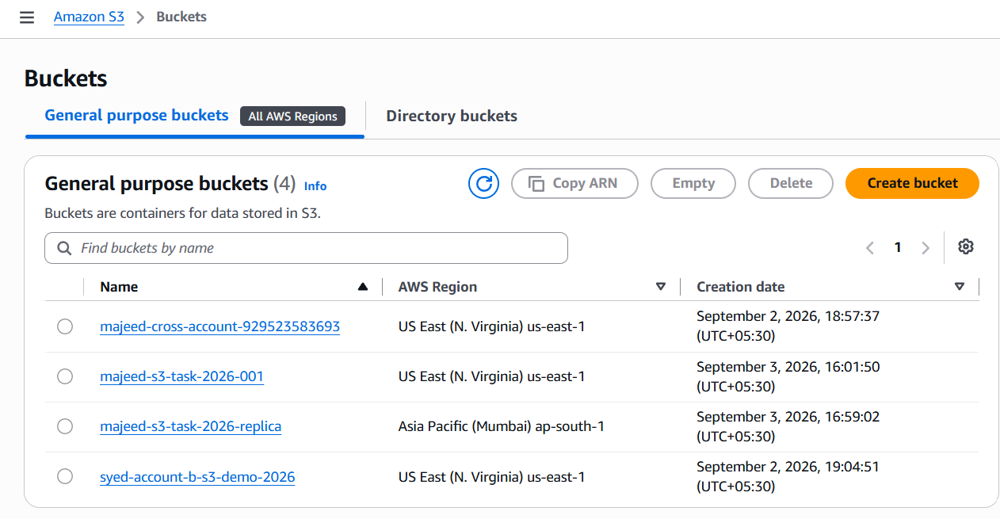 Amazon S3 > Buckets
Buckets
General purpose buckets All AWS Regions Directory buckets
General purpose buckets (4) Info
Copy ARN Empty Delete Create bucket
Buckets are containers for data stored in S3.
Find buckets by name
1
Name AWS Region Creation date
majeed-cross-account-929523583693 US East (N. Virginia) us-east-1 September 2, 2026, 18:57:37
(UTC+05:30)
majeed-s3-task-2026-001 US East (N. Virginia) us-east-1 September 3, 2026, 16:01:50
(UTC+05:30)
majeed-s3-task-2026-replica Asia Pacific (Mumbai) ap-south-1 September 3, 2026, 16:59:02
(UTC+05:30)
syed-account-b-s3-demo-2026 US East (N. Virginia) us-east-1 September 2, 2026, 19:04:51
(UTC+05:30)